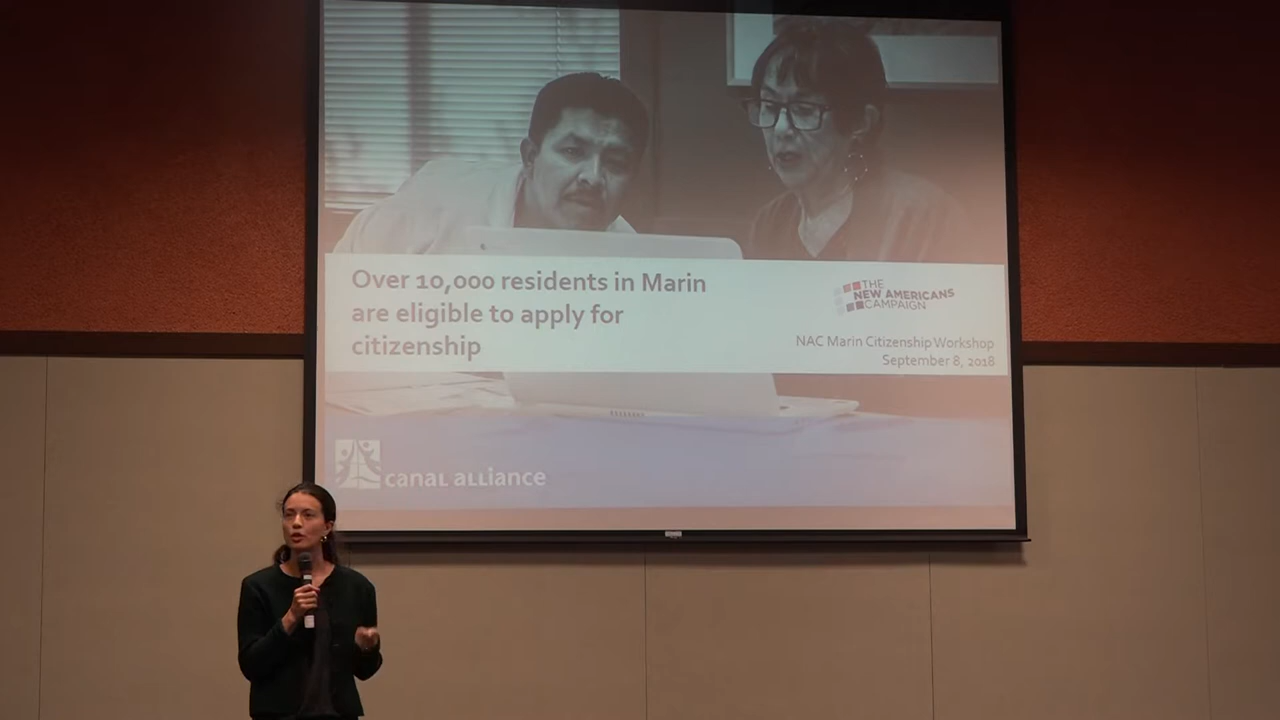 Over 10,000 residents in Marin
are eligible to apply for
citizenship
THE
NEW AMERICANS
CAMPAIGN
NAC Marin Citizenship Workshop
September 8, 2018
canal alliance